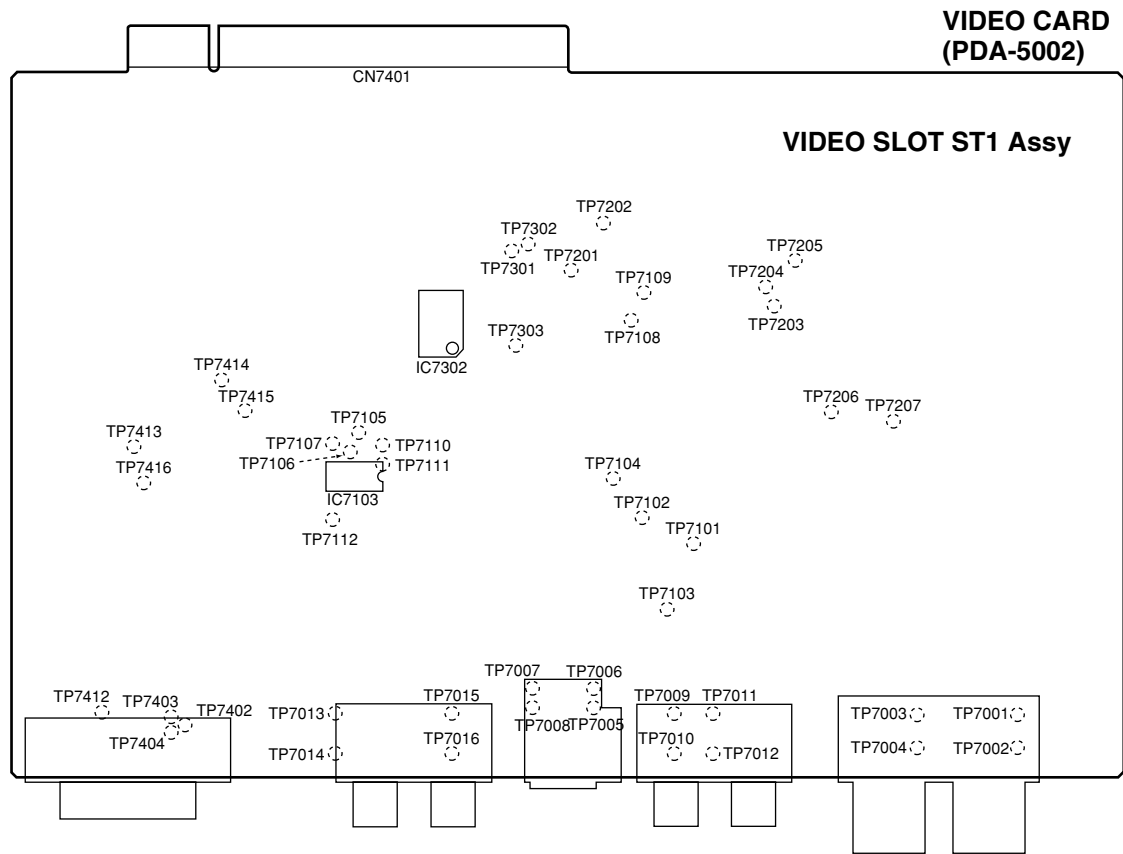 VIDEO CARD
(PDA-5002)
CN7401
VIDEO SLOT ST1 Assy
TP7202
TP7302
TP7205
TP7301
TP7201
TP7204
TP7109
TP7203
TP7303
TP7108
IC7302
TP7414
TP7415
TP7206
TP7207
TP7105
TP7413
TP7107
TP7110
TP7106
TP7111
TP7104
TP7416
IC7103
TP7102
TP7101
TP7112
TP7103
TP7007
TP7006
TP7412
TP7403
TP7015
TP7009
TP7011
TP7402
TP7013
TP7003
TP7001
TP7008
TP7005
TP7404
TP7014
TP7016
TP7010
TP7012
TP7004
TP7002